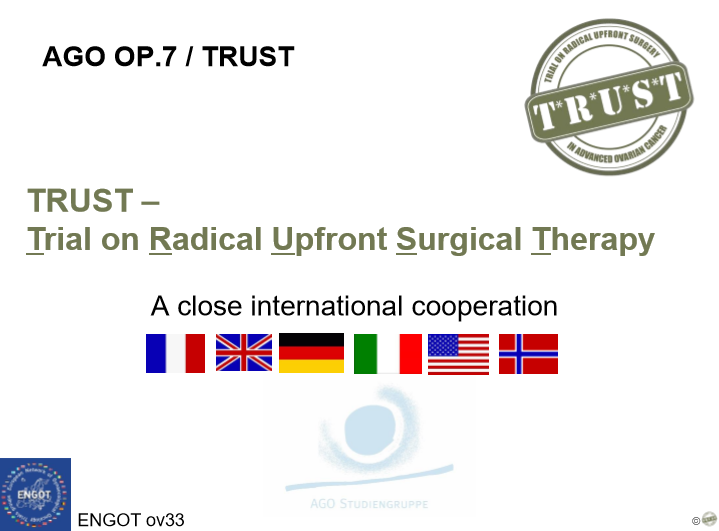 AGO OP.7 / TRUST
TRIAL ON RADICAL UPFRONT SURGERY
T*R*U*S*T
IN ADVANCED OVARIAN CANCER
TRUST –
Trial on Radical Upfront Surgical Therapy
A close international cooperation
AGO STUDIENGRUPPE
ENGOT
ENGOT ov33
©